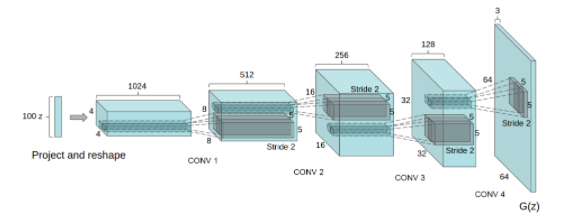 3
1024
512
256
128
100 z
4
4
8
8
5
5
Stride 2
16
16
Stride 2
5
5
32
32
Stride 2
5
5
64
64
Stride 2
5
5
Project and reshape
CONV 1
CONV 2
CONV 3
CONV 4
G(z)